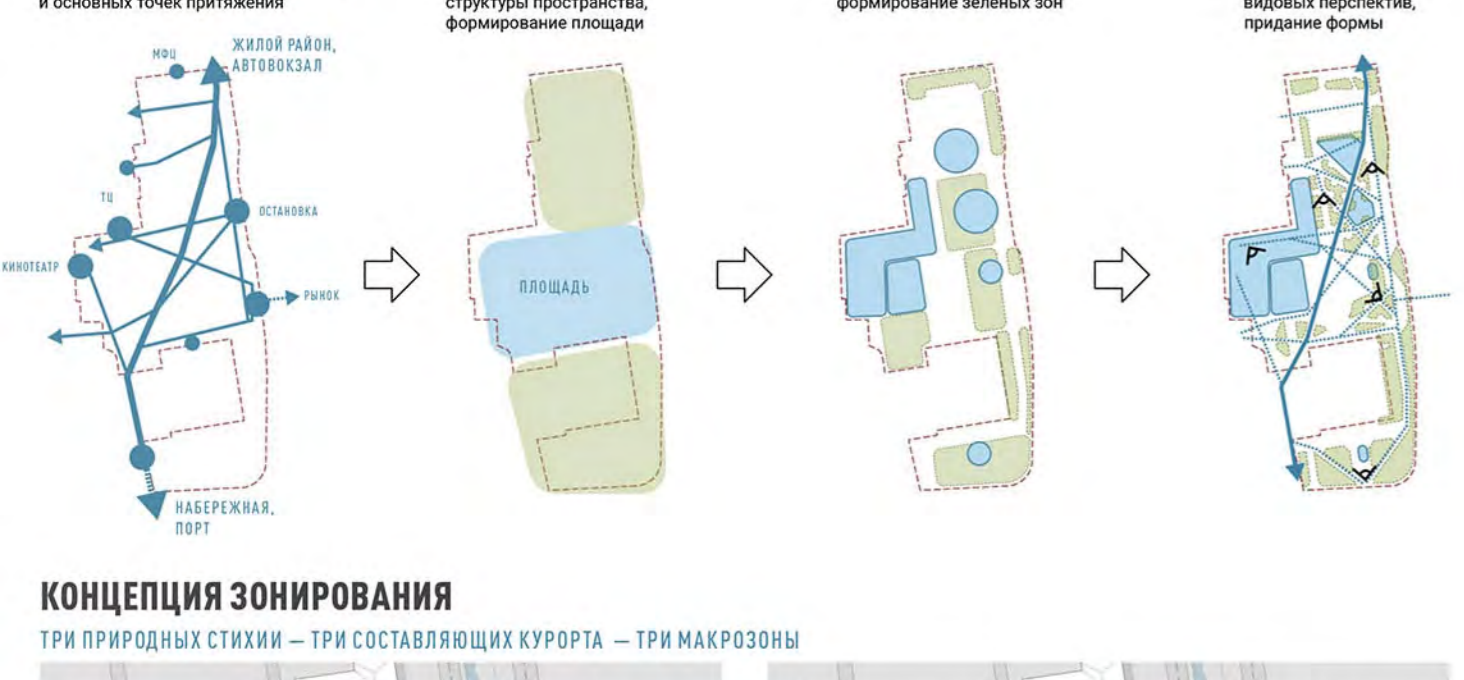 и основных точек притяжения
структуры пространства,
формирование площади
формирование зеленых зон
видовых перспектив,
придание формы
МФЦ
ЖИЛОЙ РАЙОН,
АВТОВОКЗАЛ
ТЦ
ОСТАНОВКА
КИНОТЕАТР
РЫНОК
НАБЕРЕЖНАЯ,
ПОРТ
ПЛОЩАДЬ
КОНЦЕПЦИЯ ЗОНИРОВАНИЯ
ТРИ ПРИРОДНЫХ СТИХИИ – ТРИ СОСТАВЛЯЮЩИХ КУРОРТА – ТРИ МАКРОЗОНЫ